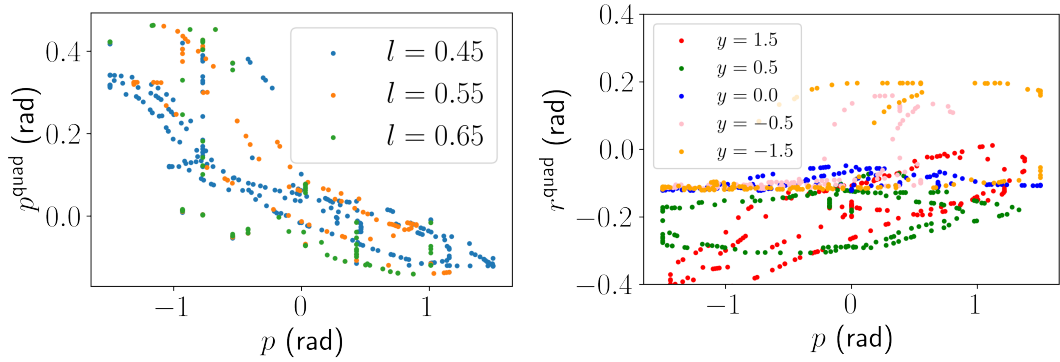 0.4
0.2
0.0
p^quad (rad)
−1
0
1
p (rad)
l = 0.45
l = 0.55
l = 0.65
0.4
0.2
0.0
−0.2
−0.4
r^quad (rad)
−1
0
1
p (rad)
y = 1.5
y = 0.5
y = 0.0
y = −0.5
y = −1.5